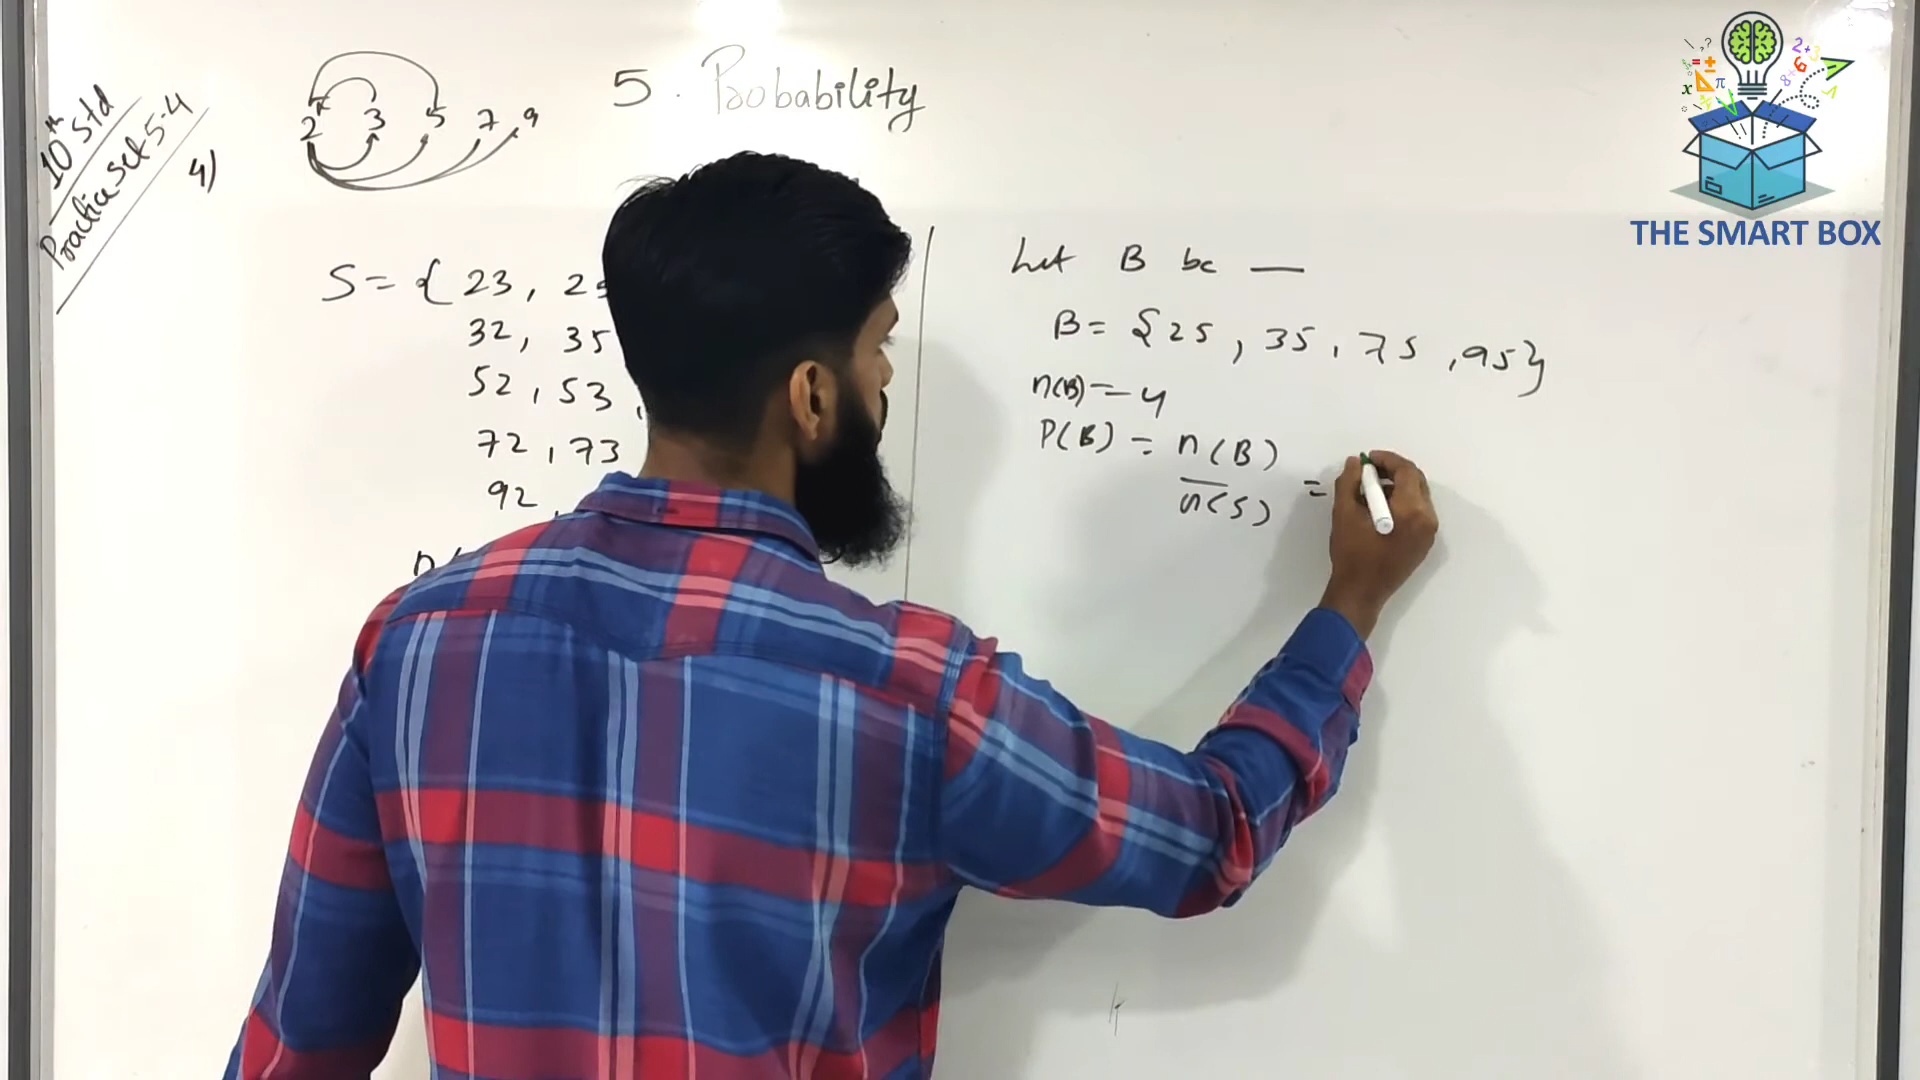 10th std
Practice Set 5.4
4)
2 3 5 7 9
5. Probability
S = { 23, 25
32, 35
52, 53,
72, 73
92,
n(
Let B be —
B = {25, 35, 75, 95}
n(B) = 4
P(B) = n(B)
n(S) =
THE SMART BOX